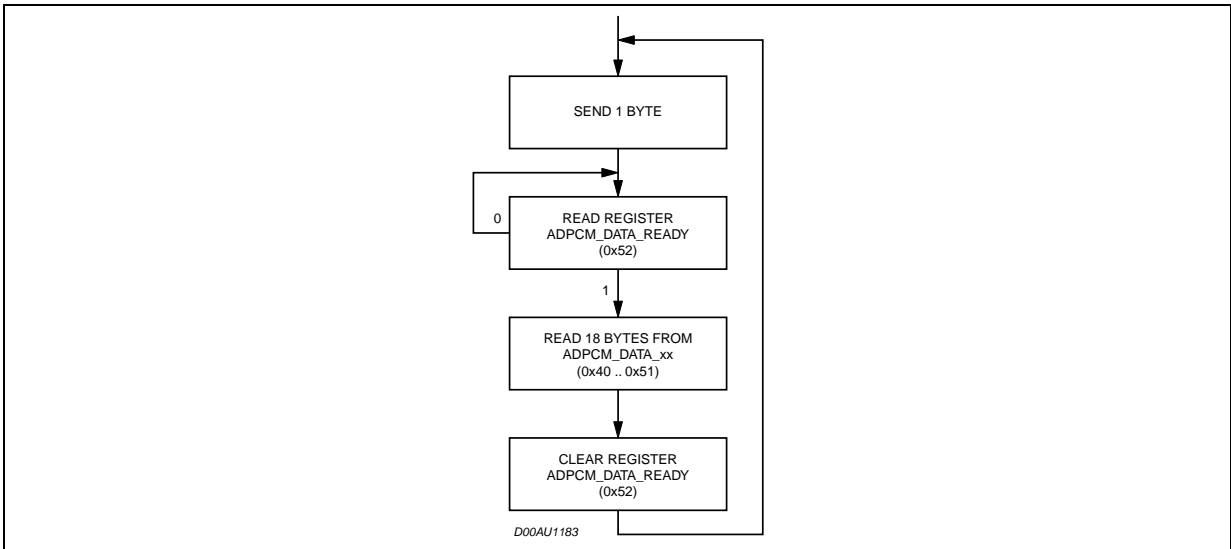 SEND 1 BYTE
0
READ REGISTER
ADPCM_DATA_READY
(0x52)
1
READ 18 BYTES FROM
ADPCM_DATA_xx
(0x40 .. 0x51)
CLEAR REGISTER
ADPCM_DATA_READY
(0x52)
D00AU1183